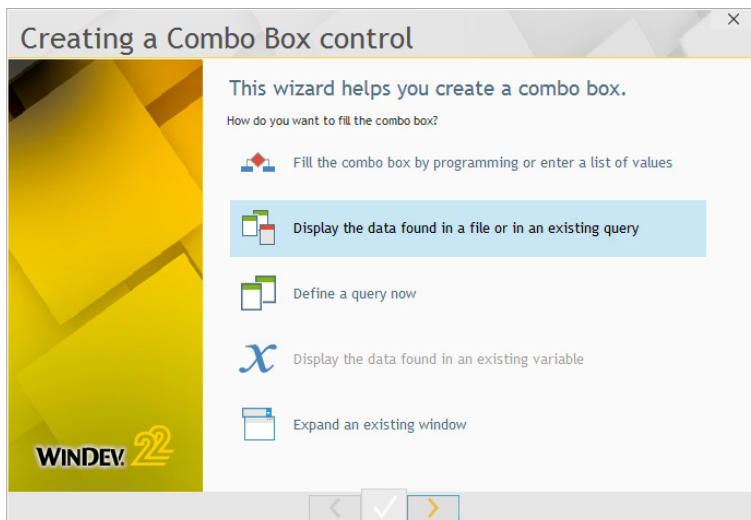 Creating a Combo Box control
This wizard helps you create a combo box.
How do you want to fill the combo box?
Fill the combo box by programming or enter a list of values
Display the data found in a file or in an existing query
Define a query now
Display the data found in an existing variable
Expand an existing window
WINDEV. 22